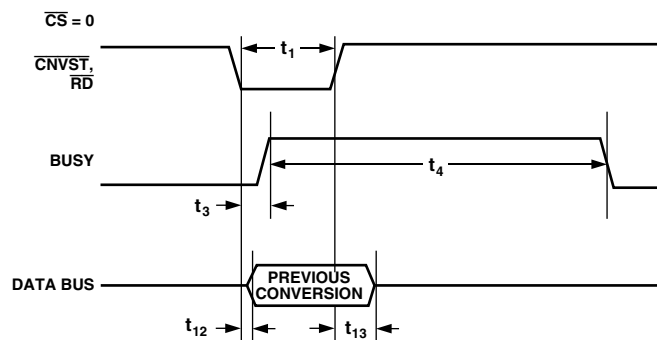 CS = 0
CNVST,
RD
t1
BUSY
t4
t3
DATA BUS
PREVIOUS
CONVERSION
t12
t13